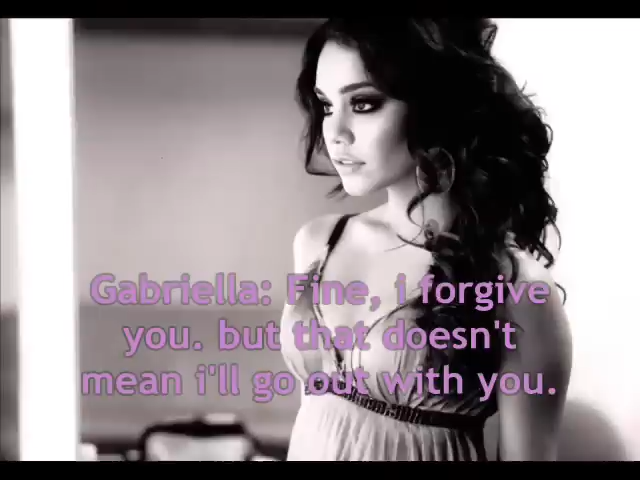 Gabriella: Fine, i forgive
you. but that doesn't
mean i'll go out with you.